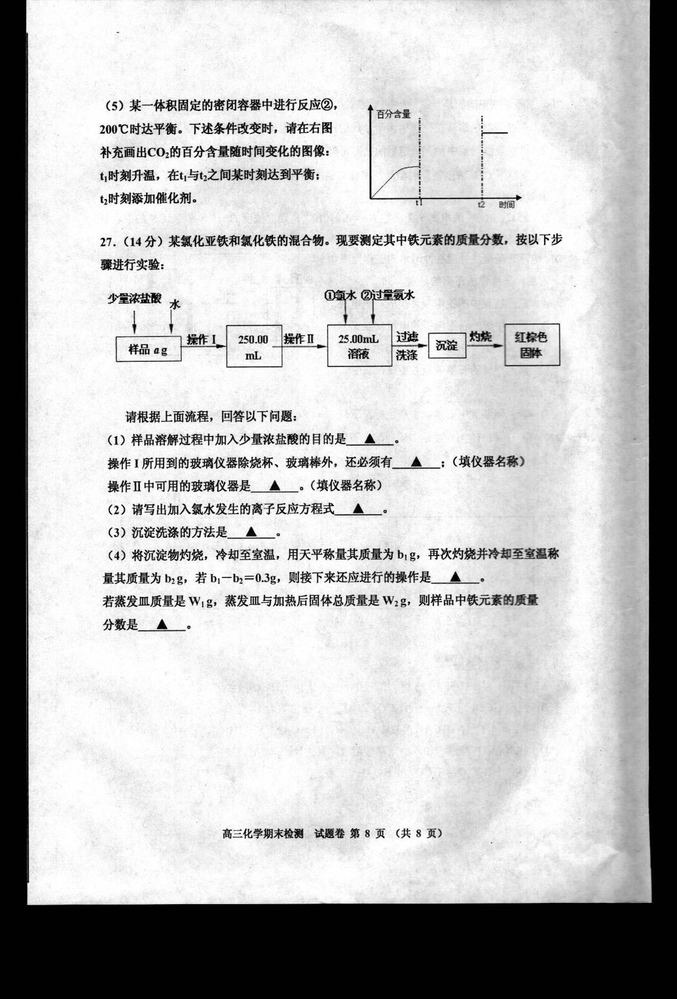 （5）某一体积固定的密闭容器中进行反应②，
200℃时达平衡。下述条件改变时，请在右图
补充画出CO₂的百分含量随时间变化的图像：
t₁时刻升温，在t₁与t₂之间某时刻达到平衡；
t₂时刻添加催化剂。
百分含量
t1
t2
时间
27.（14 分）某氯化亚铁和氯化铁的混合物。现要测定其中铁元素的质量分数，按以下步
骤进行实验：
少量浓盐酸 水
①氯水 ②过量氨水
样品 a g
操作 I
250.00
mL
操作 II
25.00mL
溶液
过滤
洗涤
沉淀
灼烧
红棕色
固体
请根据上面流程，回答以下问题：
（1）样品溶解过程中加入少量浓盐酸的目的是 ▲ 。
操作 I 所用到的玻璃仪器除烧杯、玻璃棒外，还必须有 ▲ ；（填仪器名称）
操作Ⅱ中可用的玻璃仪器是 ▲ 。（填仪器名称）
（2）请写出加入氯水发生的离子反应方程式 ▲ 。
（3）沉淀洗涤的方法是 ▲ 。
（4）将沉淀物灼烧，冷却至室温，用天平称量其质量为 b₁ g，再次灼烧并冷却至室温称
量其质量为 b₂ g，若 b₁－b₂＝0.3g，则接下来还应进行的操作是 ▲ 。
若蒸发皿质量是 W₁ g，蒸发皿与加热后固体总质量是 W₂ g，则样品中铁元素的质量
分数是 ▲ 。
高三化学期末检测 试题卷 第 8 页 （共 8 页）